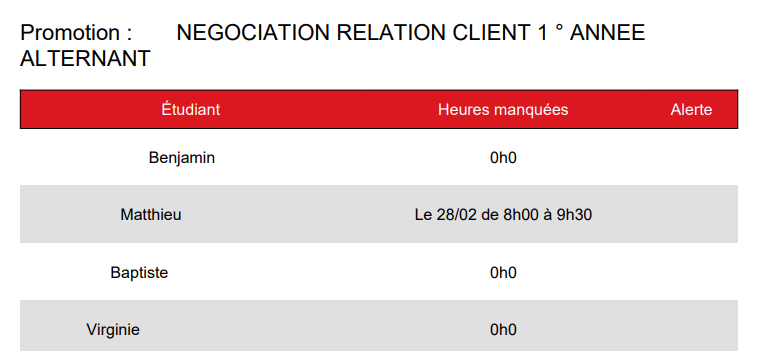 Promotion : NEGOCIATION RELATION CLIENT 1 ° ANNEE
ALTERNANT
Étudiant Heures manquées Alerte
Benjamin 0h0
Matthieu Le 28/02 de 8h00 à 9h30
Baptiste 0h0
Virginie 0h0